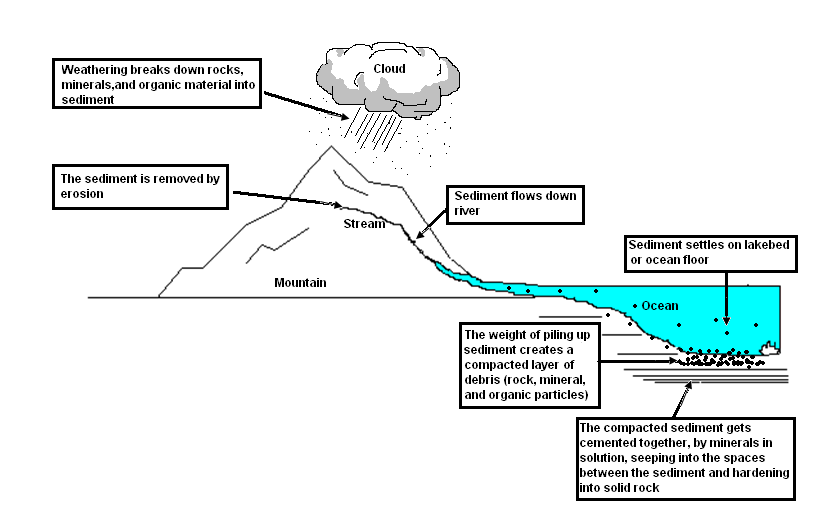 Cloud
Weathering breaks down rocks,
minerals,and organic material into
sediment
The sediment is removed by
erosion
Sediment flows down
river
Stream
Sediment settles on lakebed
or ocean floor
Mountain
Ocean
The weight of piling up
sediment creates a
compacted layer of
debris (rock, mineral,
and organic particles)
The compacted sediment gets
cemented together, by minerals in
solution, seeping into the spaces
between the sediment and hardening
into solid rock